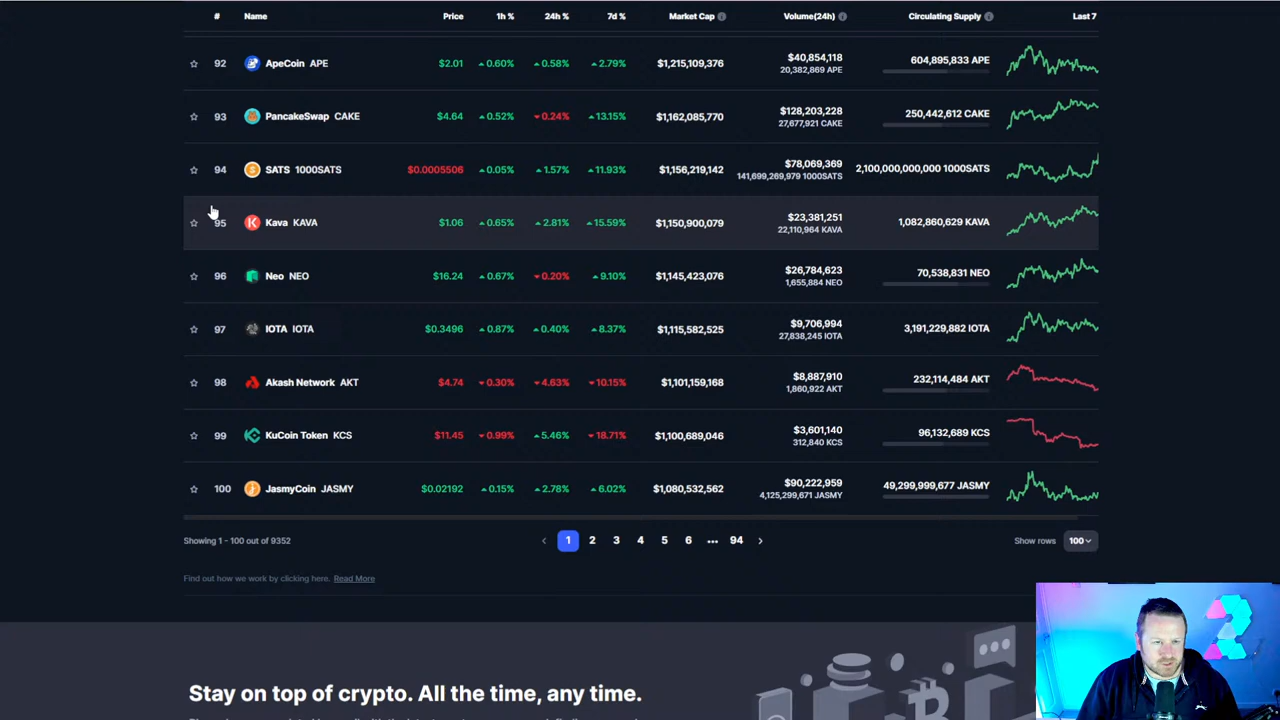 # Name Price 1h % 24h % 7d % Market Cap Volume(24h) Circulating Supply Last 7
92 ApeCoin APE $2.01 0.60% 0.58% 2.79% $1,215,109,376 $40,854,118 604,895,833 APE
20,382,869 APE
93 PancakeSwap CAKE $4.64 0.52% 0.24% 13.15% $1,162,085,770 $128,203,228 250,442,612 CAKE
27,677,921 CAKE
94 SATS 1000SATS $0.0005506 0.05% 1.57% 11.93% $1,156,219,142 $78,069,369 2,100,000,000,000 1000SATS
141,699,269,979 1000SATS
95 Kava KAVA $1.06 0.65% 2.81% 15.59% $1,150,900,079 $23,381,251 1,082,860,629 KAVA
22,110,964 KAVA
96 Neo NEO $16.24 0.67% 0.20% 9.10% $1,145,423,076 $26,784,623 70,538,831 NEO
1,655,884 NEO
97 IOTA IOTA $0.3496 0.87% 0.40% 8.37% $1,115,582,525 $9,706,994 3,191,229,882 IOTA
27,838,245 IOTA
98 Akash Network AKT $4.74 0.30% 4.63% 10.15% $1,101,159,168 $8,887,910 232,114,484 AKT
1,860,922 AKT
99 KuCoin Token KCS $11.45 0.99% 5.46% 18.71% $1,100,689,046 $3,601,140 96,132,689 KCS
312,840 KCS
100 JasmyCoin JASMY $0.02192 0.15% 2.78% 6.02% $1,080,532,562 $90,222,959 49,299,999,677 JASMY
4,125,299,671 JASMY
Showing 1 - 100 out of 9352 1 2 3 4 5 6 ••• 94 Show rows 100
Find out how we work by clicking here. Read More
Stay on top of crypto. All the time, any time.